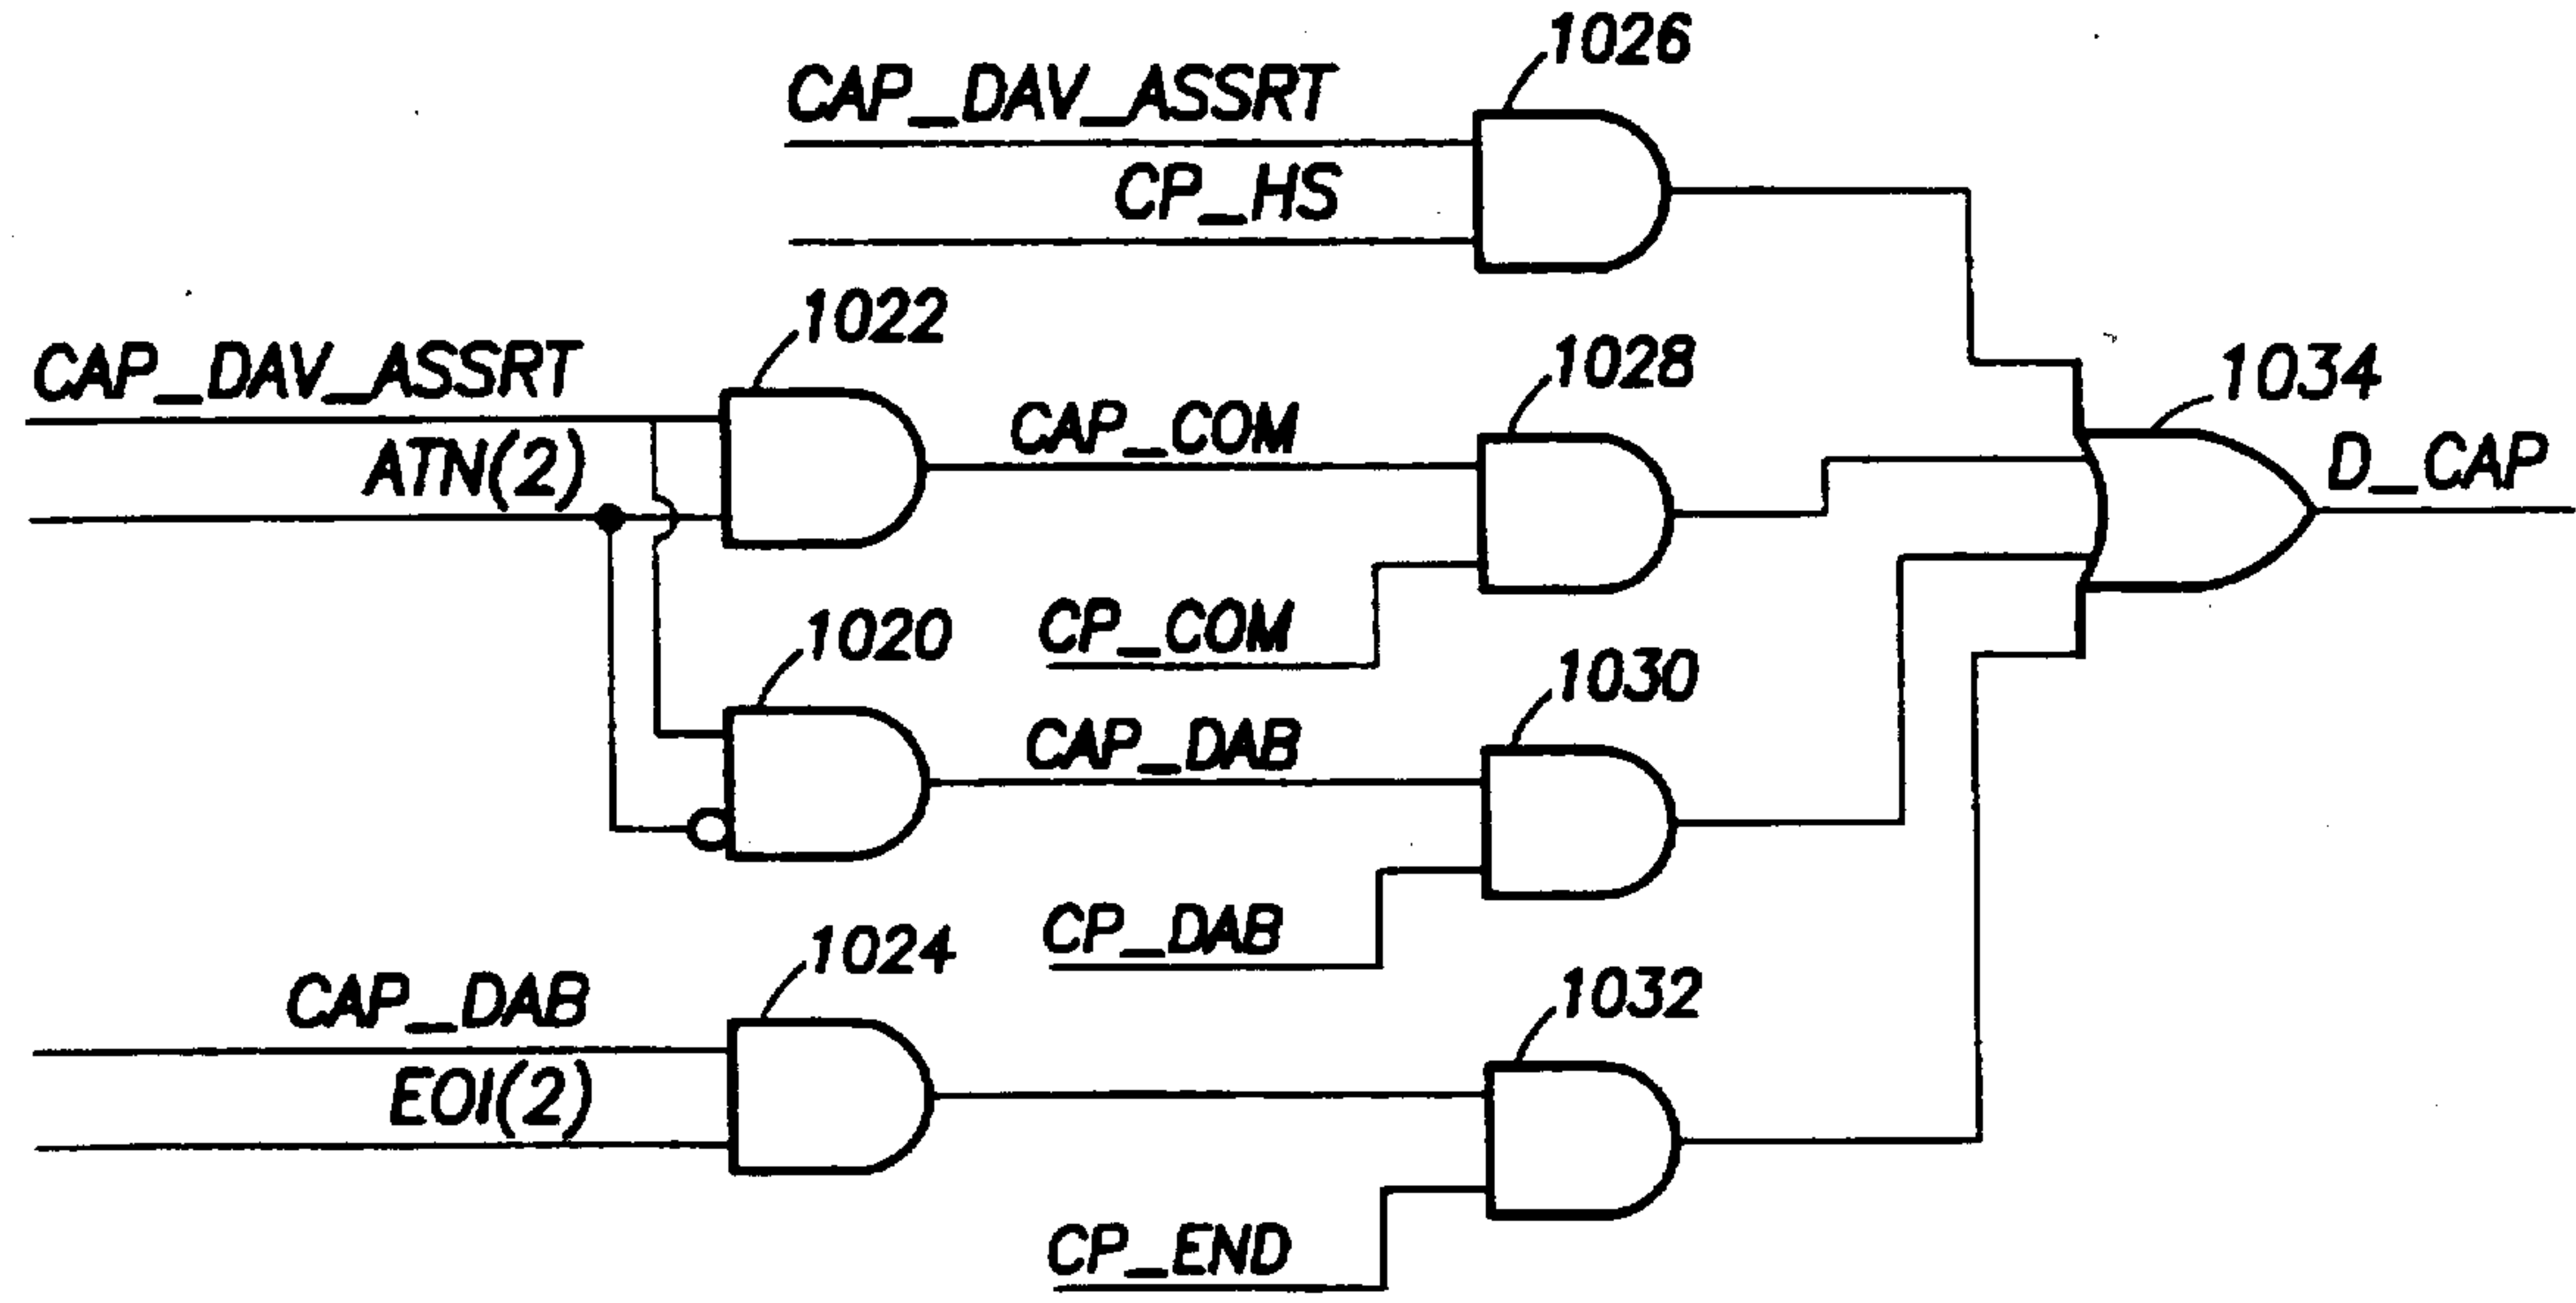 1026
CAP_DAV_ASSRT
CP_HS
1022
CAP_DAV_ASSRT
ATN(2)
1028
CAP_COM
1034
D_CAP
CP_COM
1020
1030
CAP_DAB
CP_DAB
1024
CAP_DAB
EOI(2)
1032
CP_END